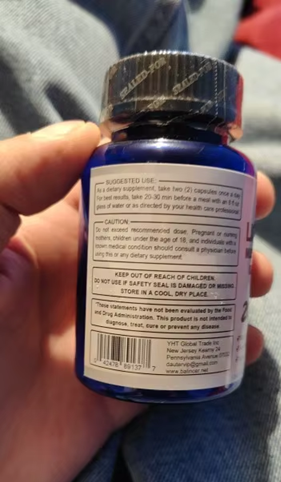 SEALED-FOR
SEALED-FOR
SUGGESTED USE:
As a dietary supplement, take two (2) capsules once a day.
For best results, take 20-30 min before a meal with an 8 fl oz
glass of water or as directed by your health care professional.
CAUTION:
Do not exceed recommended dose. Pregnant or nursing
mothers, children under the age of 18, and individuals with a
known medical condition should consult a physician before
using this or any dietary supplement.
KEEP OUT OF REACH OF CHILDREN.
DO NOT USE IF SAFETY SEAL IS DAMAGED OR MISSING.
STORE IN A COOL, DRY PLACE.
*These statements have not been evaluated by the Food
and Drug Administration. This product is not intended to
diagnose, treat, cure or prevent any disease.
YHT Global Trade Inc
New Jersey Kearny
Pennsylvania Avenue
0 42476 89137 7